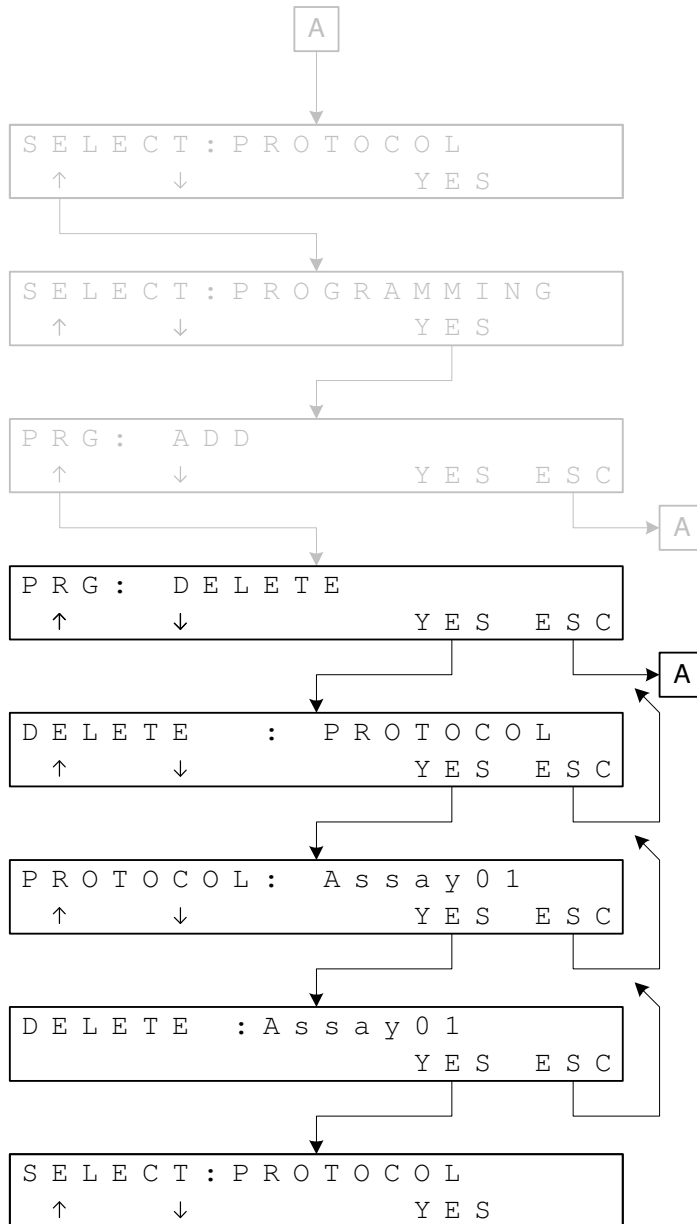 A
SELECT:PROTOCOL
↑ ↓ YES
SELECT:PROGRAMMING
↑ ↓ YES
PRG: ADD
↑ ↓ YES ESC
A
PRG: DELETE
↑ ↓ YES ESC
A
DELETE : PROTOCOL
↑ ↓ YES ESC
PROTOCOL: Assay01
↑ ↓ YES ESC
DELETE :Assay01
YES ESC
SELECT:PROTOCOL
↑ ↓ YES